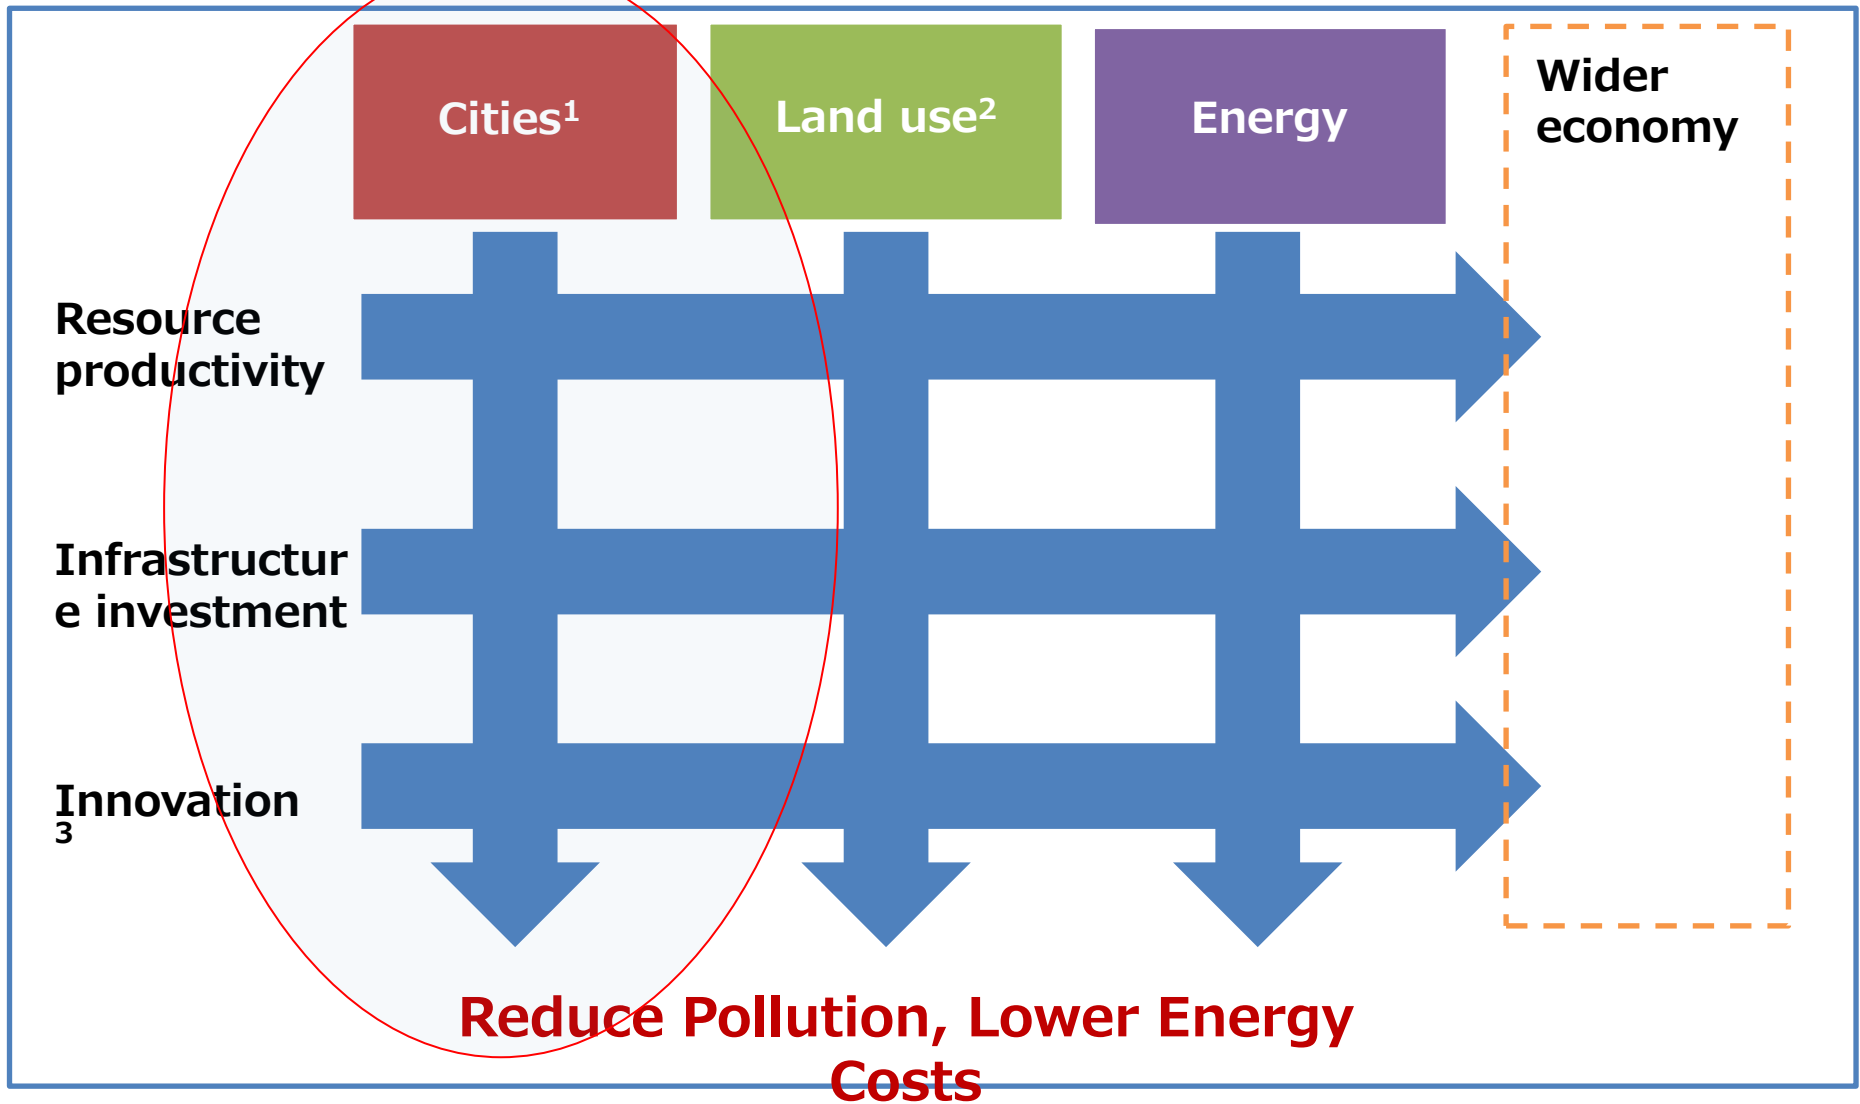 Cities¹
Land use²
Energy
Wider
economy
Resource
productivity
Infrastructur
e investment
Innovation
3
Reduce Pollution, Lower Energy
Costs